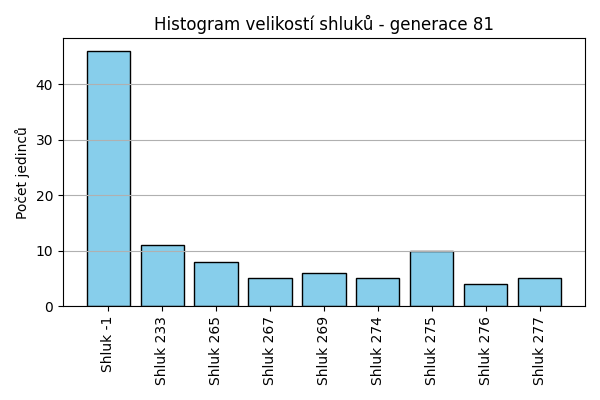 Histogram velikostí shluků - generace 81
Počet jedinců
40
30
20
10
0
Shluk -1
Shluk 233
Shluk 265
Shluk 267
Shluk 269
Shluk 274
Shluk 275
Shluk 276
Shluk 277